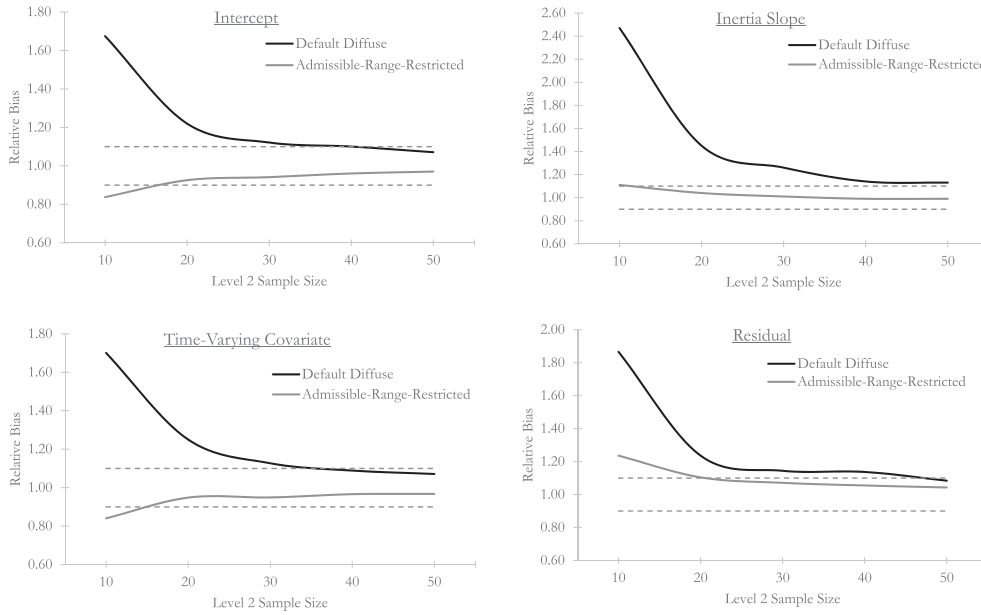 Intercept
Default Diffuse
Admissible-Range-Restricted
Relative Bias
1.80
1.60
1.40
1.20
1.00
0.80
0.60
10 20 30 40 50
Level 2 Sample Size
Inertia Slope
Default Diffuse
Admissible-Range-Restricte
Relative Bias
2.60
2.40
2.20
2.00
1.80
1.60
1.40
1.20
1.00
0.80
0.60
10 20 30 40 50
Level 2 Sample Size
Time-Varying Covariate
Default Diffuse
Admissible-Range-Restricted
Relative Bias
1.80
1.60
1.40
1.20
1.00
0.80
0.60
10 20 30 40 50
Level 2 Sample Size
Residual
Default Diffuse
Admissible-Range-Restricted
Relative Bias
2.00
1.80
1.60
1.40
1.20
1.00
0.80
0.60
10 20 30 40 50
Level 2 Sample Size